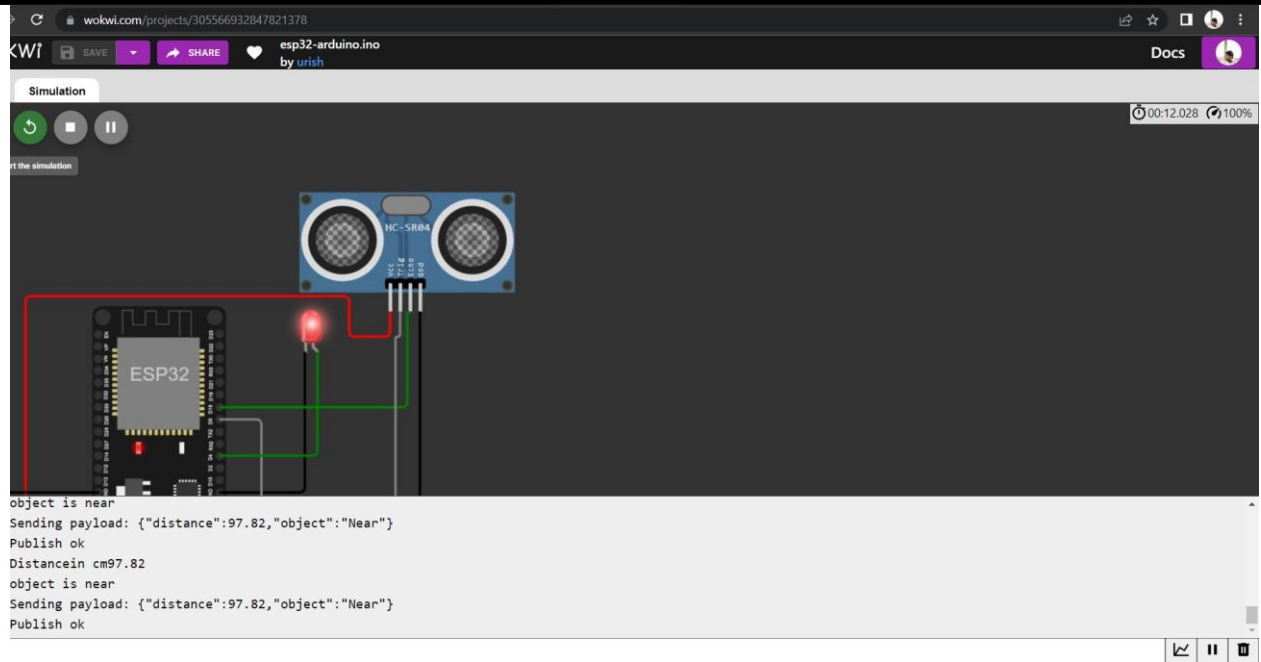 wokwi.com/projects/305566932847821378
KWi SAVE SHARE esp32-arduino.ino
by urish
Docs
Simulation
00:12.028 100%
rt the simulation
HC-SR04
Vcc
Trig
Echo
Gnd
ESP32
object is near
Sending payload: {"distance":97.82,"object":"Near"}
Publish ok
Distancein cm97.82
object is near
Sending payload: {"distance":97.82,"object":"Near"}
Publish ok